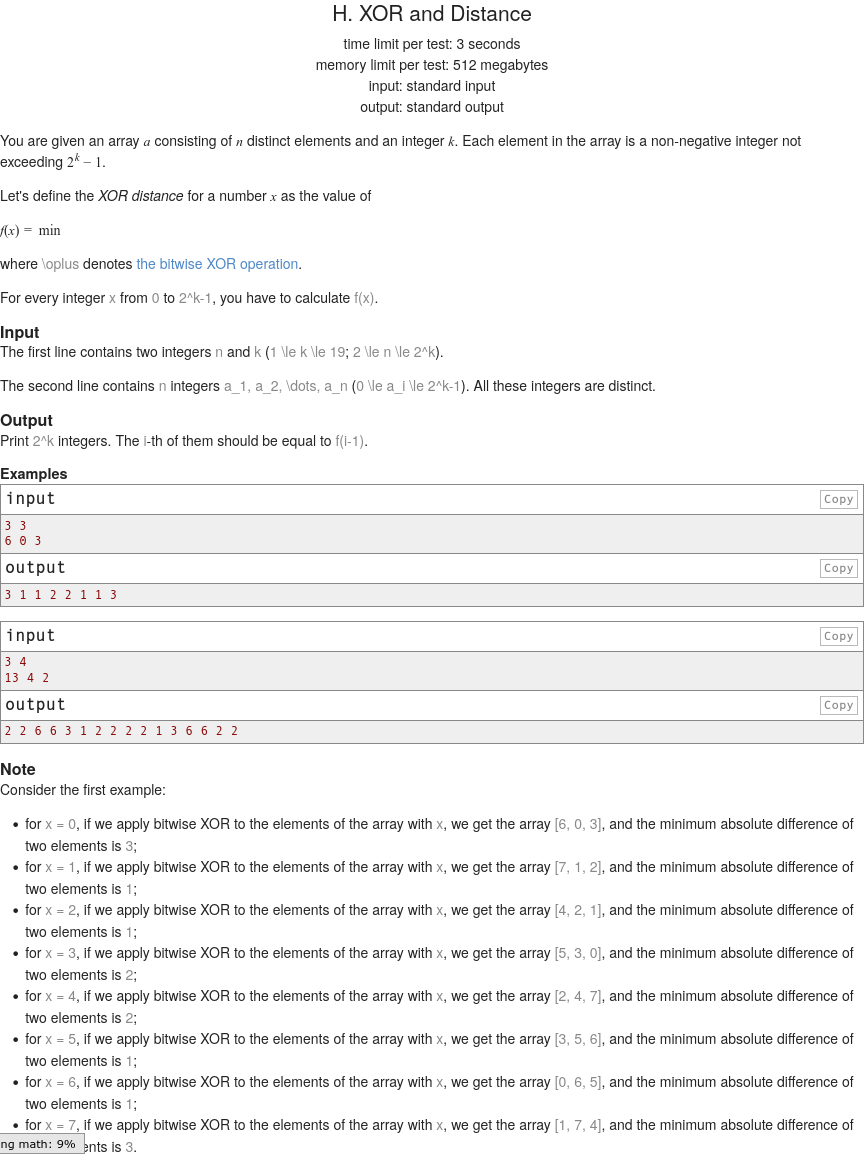 H. XOR and Distance
time limit per test: 3 seconds
memory limit per test: 512 megabytes
input: standard input
output: standard output
You are given an array a consisting of n distinct elements and an integer k. Each element in the array is a non-negative integer not
exceeding 2^k − 1.
Let's define the XOR distance for a number x as the value of
f(x) = min
where \oplus denotes the bitwise XOR operation.
For every integer x from 0 to 2^k-1, you have to calculate f(x).
Input
The first line contains two integers n and k (1 \le k \le 19; 2 \le n \le 2^k).
The second line contains n integers a_1, a_2, \dots, a_n (0 \le a_i \le 2^k-1). All these integers are distinct.
Output
Print 2^k integers. The i-th of them should be equal to f(i-1).
Examples
input Copy
3 3
6 0 3
output Copy
3 1 1 2 2 1 1 3
input Copy
3 4
13 4 2
output Copy
2 2 6 6 3 1 2 2 2 2 1 3 6 6 2 2
Note
Consider the first example:
• for x = 0, if we apply bitwise XOR to the elements of the array with x, we get the array [6, 0, 3], and the minimum absolute difference of
two elements is 3;
• for x = 1, if we apply bitwise XOR to the elements of the array with x, we get the array [7, 1, 2], and the minimum absolute difference of
two elements is 1;
• for x = 2, if we apply bitwise XOR to the elements of the array with x, we get the array [4, 2, 1], and the minimum absolute difference of
two elements is 1;
• for x = 3, if we apply bitwise XOR to the elements of the array with x, we get the array [5, 3, 0], and the minimum absolute difference of
two elements is 2;
• for x = 4, if we apply bitwise XOR to the elements of the array with x, we get the array [2, 4, 7], and the minimum absolute difference of
two elements is 2;
• for x = 5, if we apply bitwise XOR to the elements of the array with x, we get the array [3, 5, 6], and the minimum absolute difference of
two elements is 1;
• for x = 6, if we apply bitwise XOR to the elements of the array with x, we get the array [0, 6, 5], and the minimum absolute difference of
two elements is 1;
• for x = 7, if we apply bitwise XOR to the elements of the array with x, we get the array [1, 7, 4], and the minimum absolute difference of
ng math: 9% ents is 3.